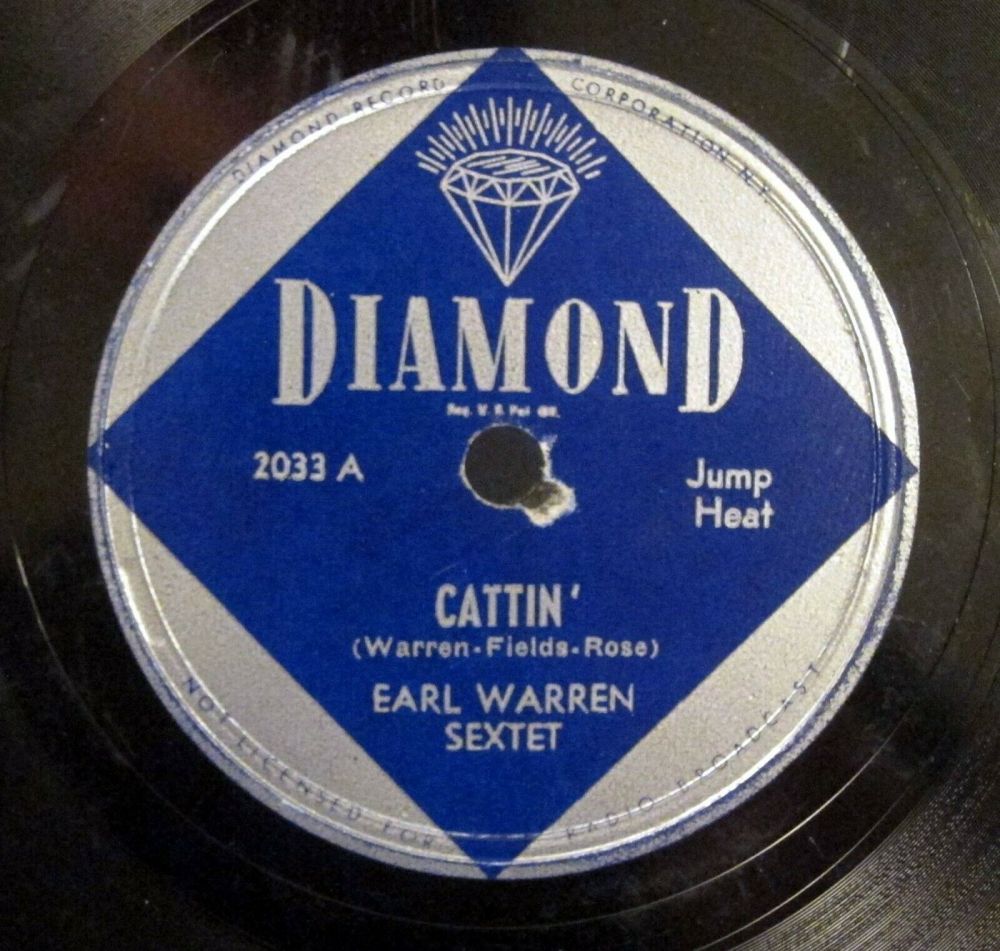 DIAMOND RECORD CORPORATION N.Y.
DIAMOND
Reg. U. S. Pat Off.
2033 A
Jump
Heat
CATTIN'
(Warren-Fields-Rose)
EARL WARREN
SEXTET
NOT LICENSED FOR RADIO BROADCAST